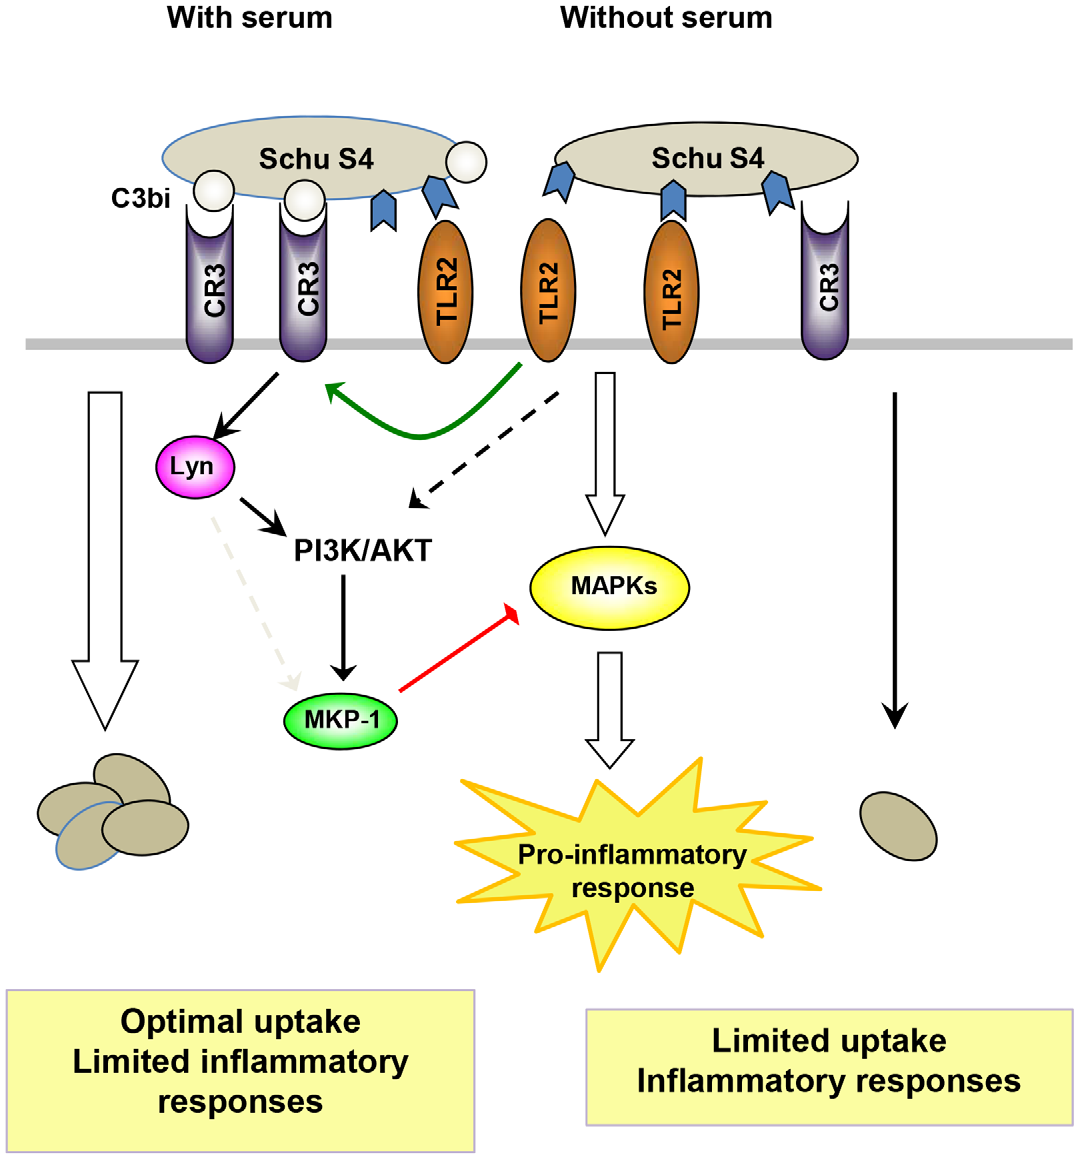 With serum
Without serum
Schu S4
Schu S4
C3bi
CR3
CR3
TLR2
TLR2
TLR2
CR3
Lyn
PI3K/AKT
MAPKs
MKP-1
Pro-inflammatory
response
Optimal uptake
Limited inflammatory
responses
Limited uptake
Inflammatory responses